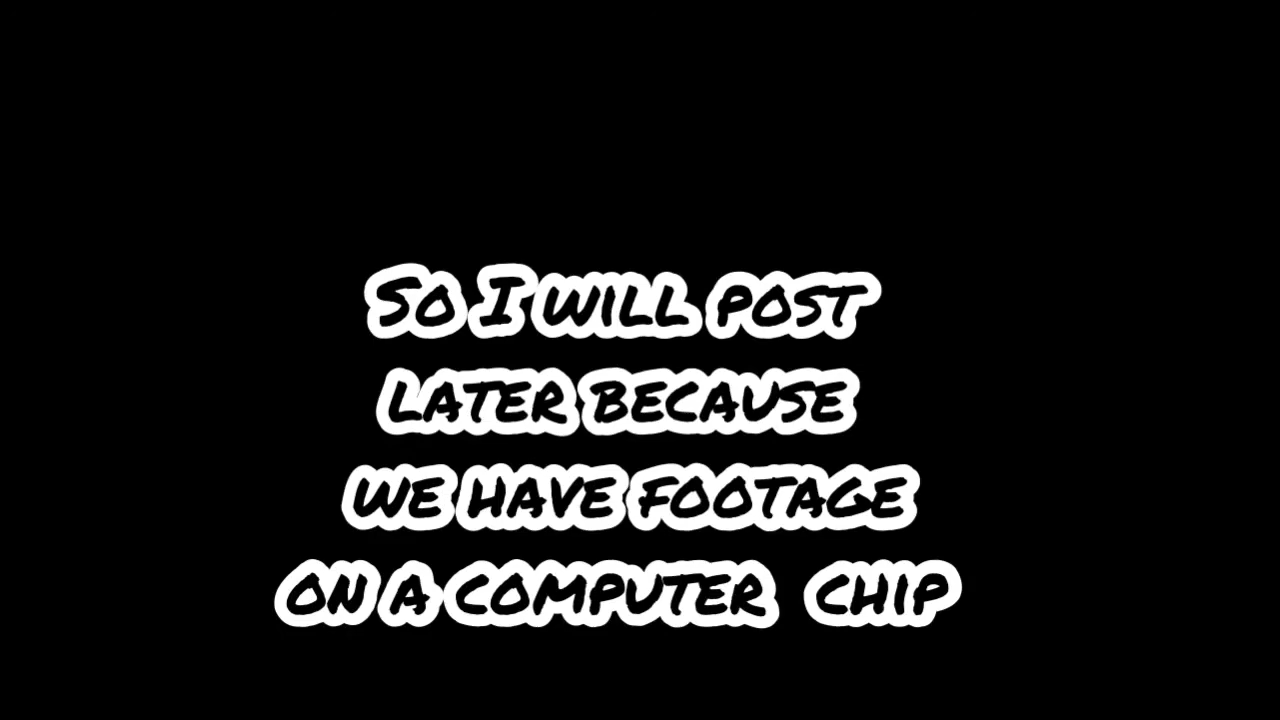 So I will post
later because
we have footage
on a computer  chip